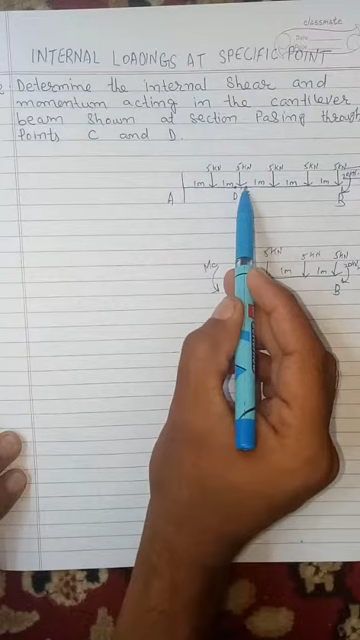 classmate
Date
Page
INTERNAL LOADINGS AT SPECIFIC POINT
Determine the internal Shear and
momentum acting in the cantilever
beam shown at section Pasing through
Points C and D.
5KN 5KN 5KN 5KN 5KN
1m 1m 1m 1m 1m
A D B
5KN 5KN
1m 1m
B